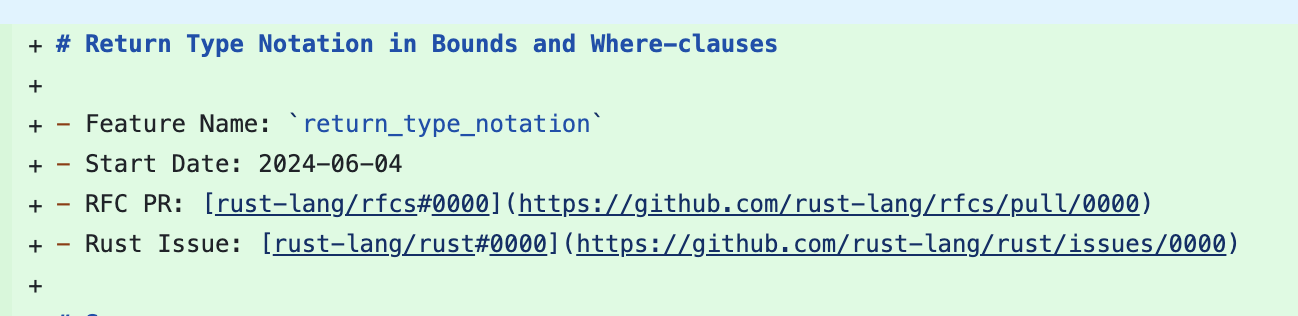 + # Return Type Notation in Bounds and Where-clauses
+
+ - Feature Name: `return_type_notation`
+ - Start Date: 2024-06-04
+ - RFC PR: [rust-lang/rfcs#0000](https://github.com/rust-lang/rfcs/pull/0000)
+ - Rust Issue: [rust-lang/rust#0000](https://github.com/rust-lang/rust/issues/0000)
+